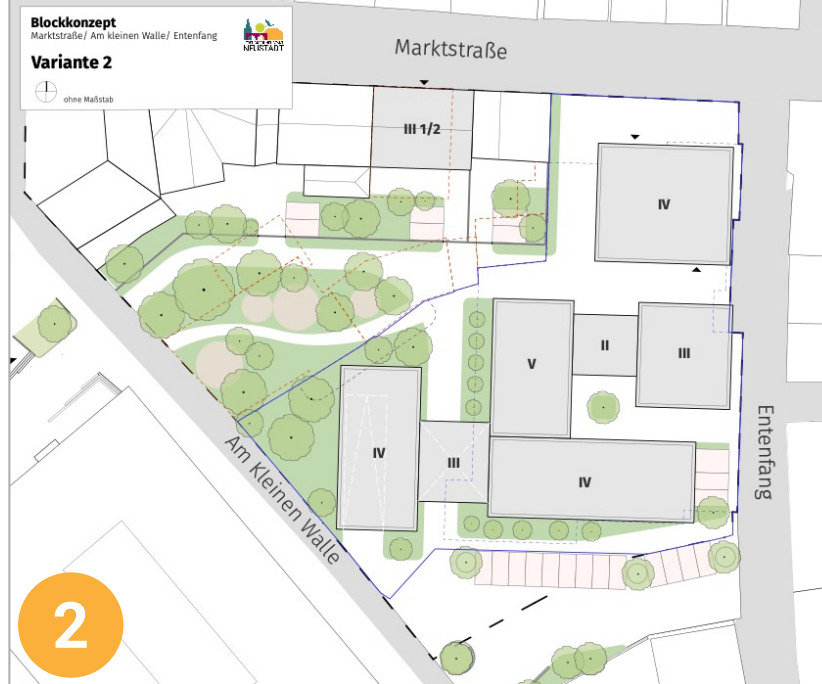 Blockkonzept
Marktstraße/ Am kleinen Walle/ Entenfang
Variante 2
ohne Maßstab
NEUSTADT
Marktstraße
III 1/2
IV
V
II
III
IV
III
IV
Am Kleinen Walle
Entenfang
2